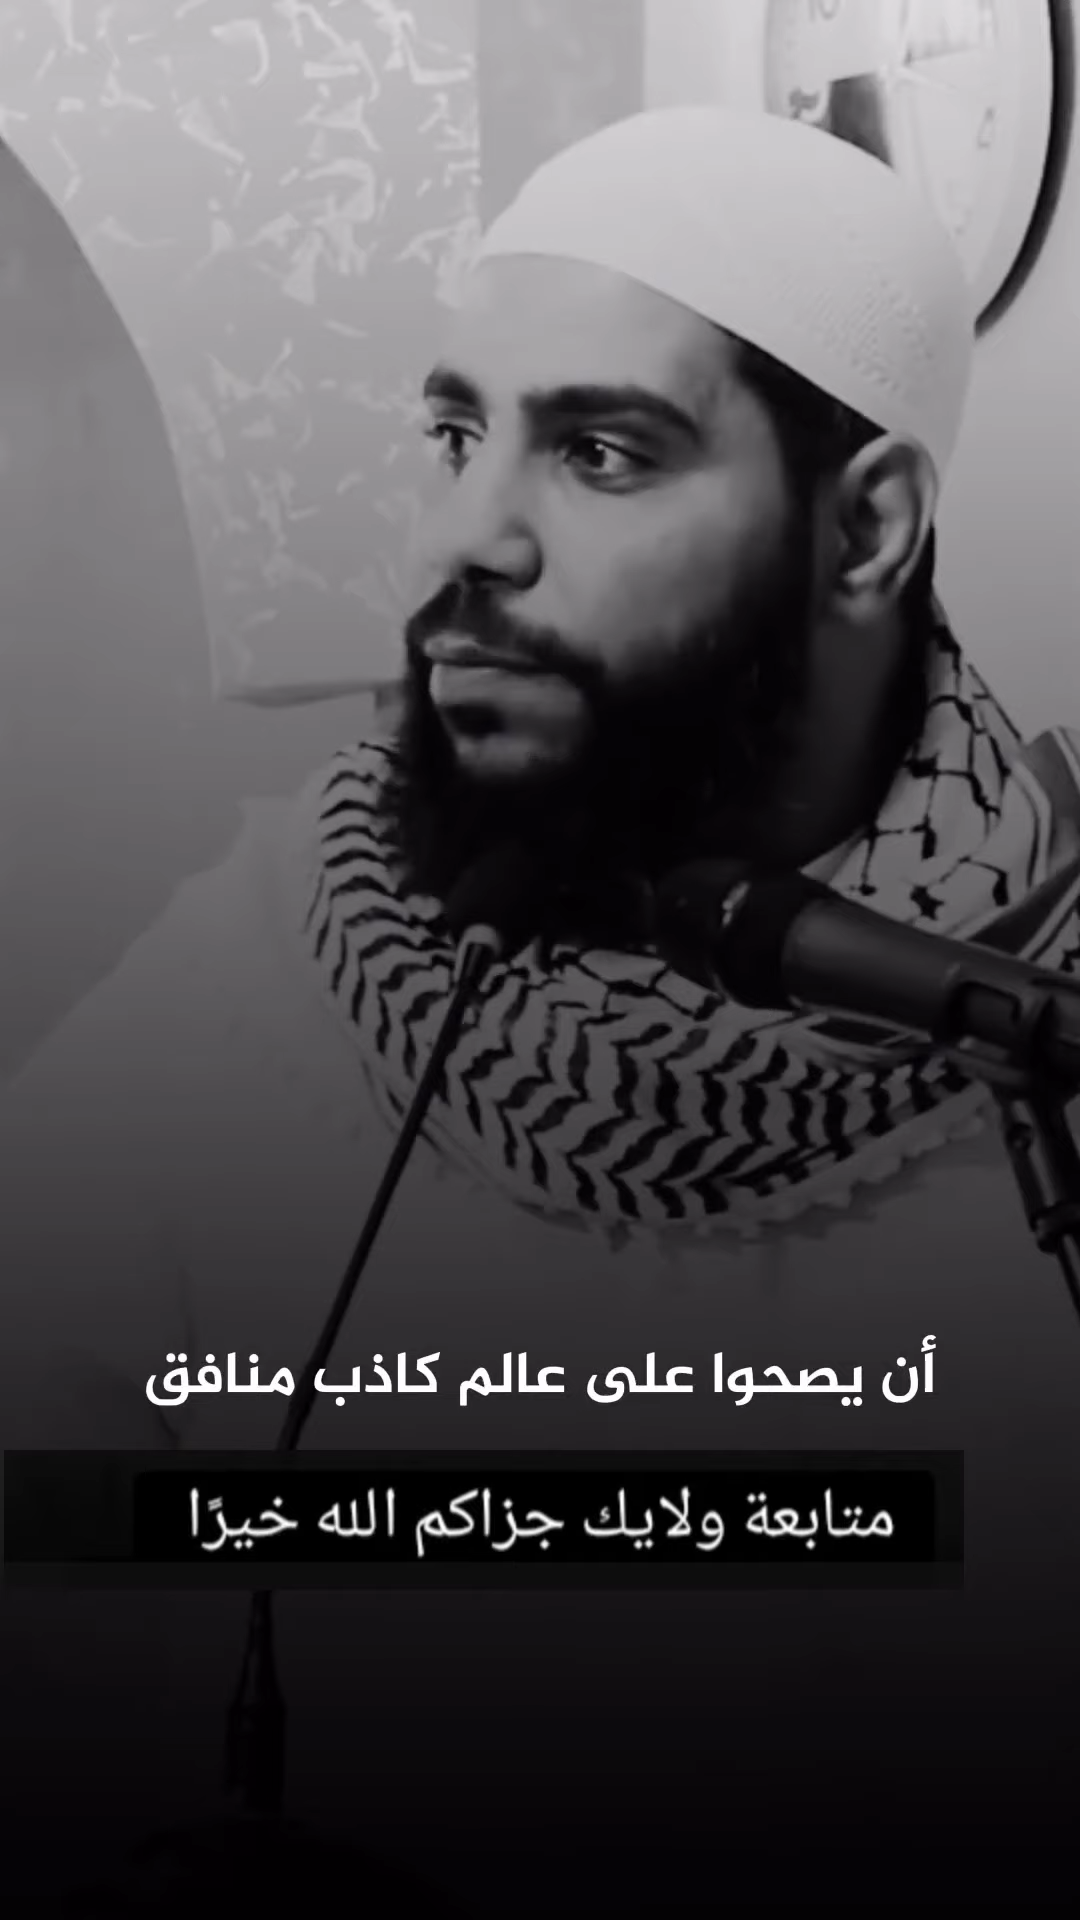 أن يصحوا على عالم كاذب منافق
متابعة ولايك جزاكم الله خيرًا